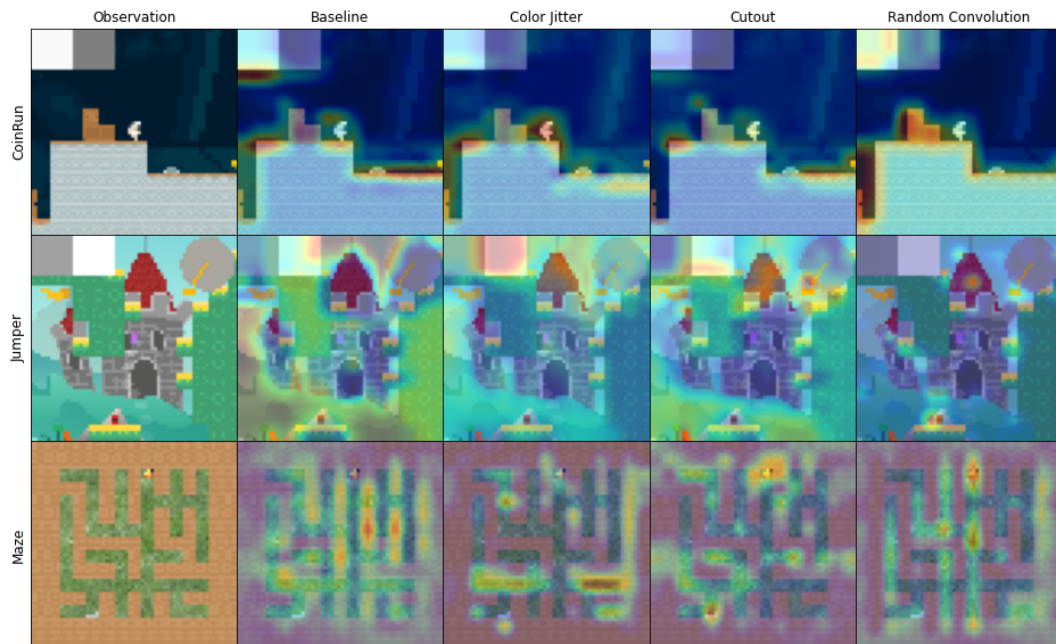 Observation Baseline Color Jitter Cutout Random Convolution
CoinRun
Jumper
Maze